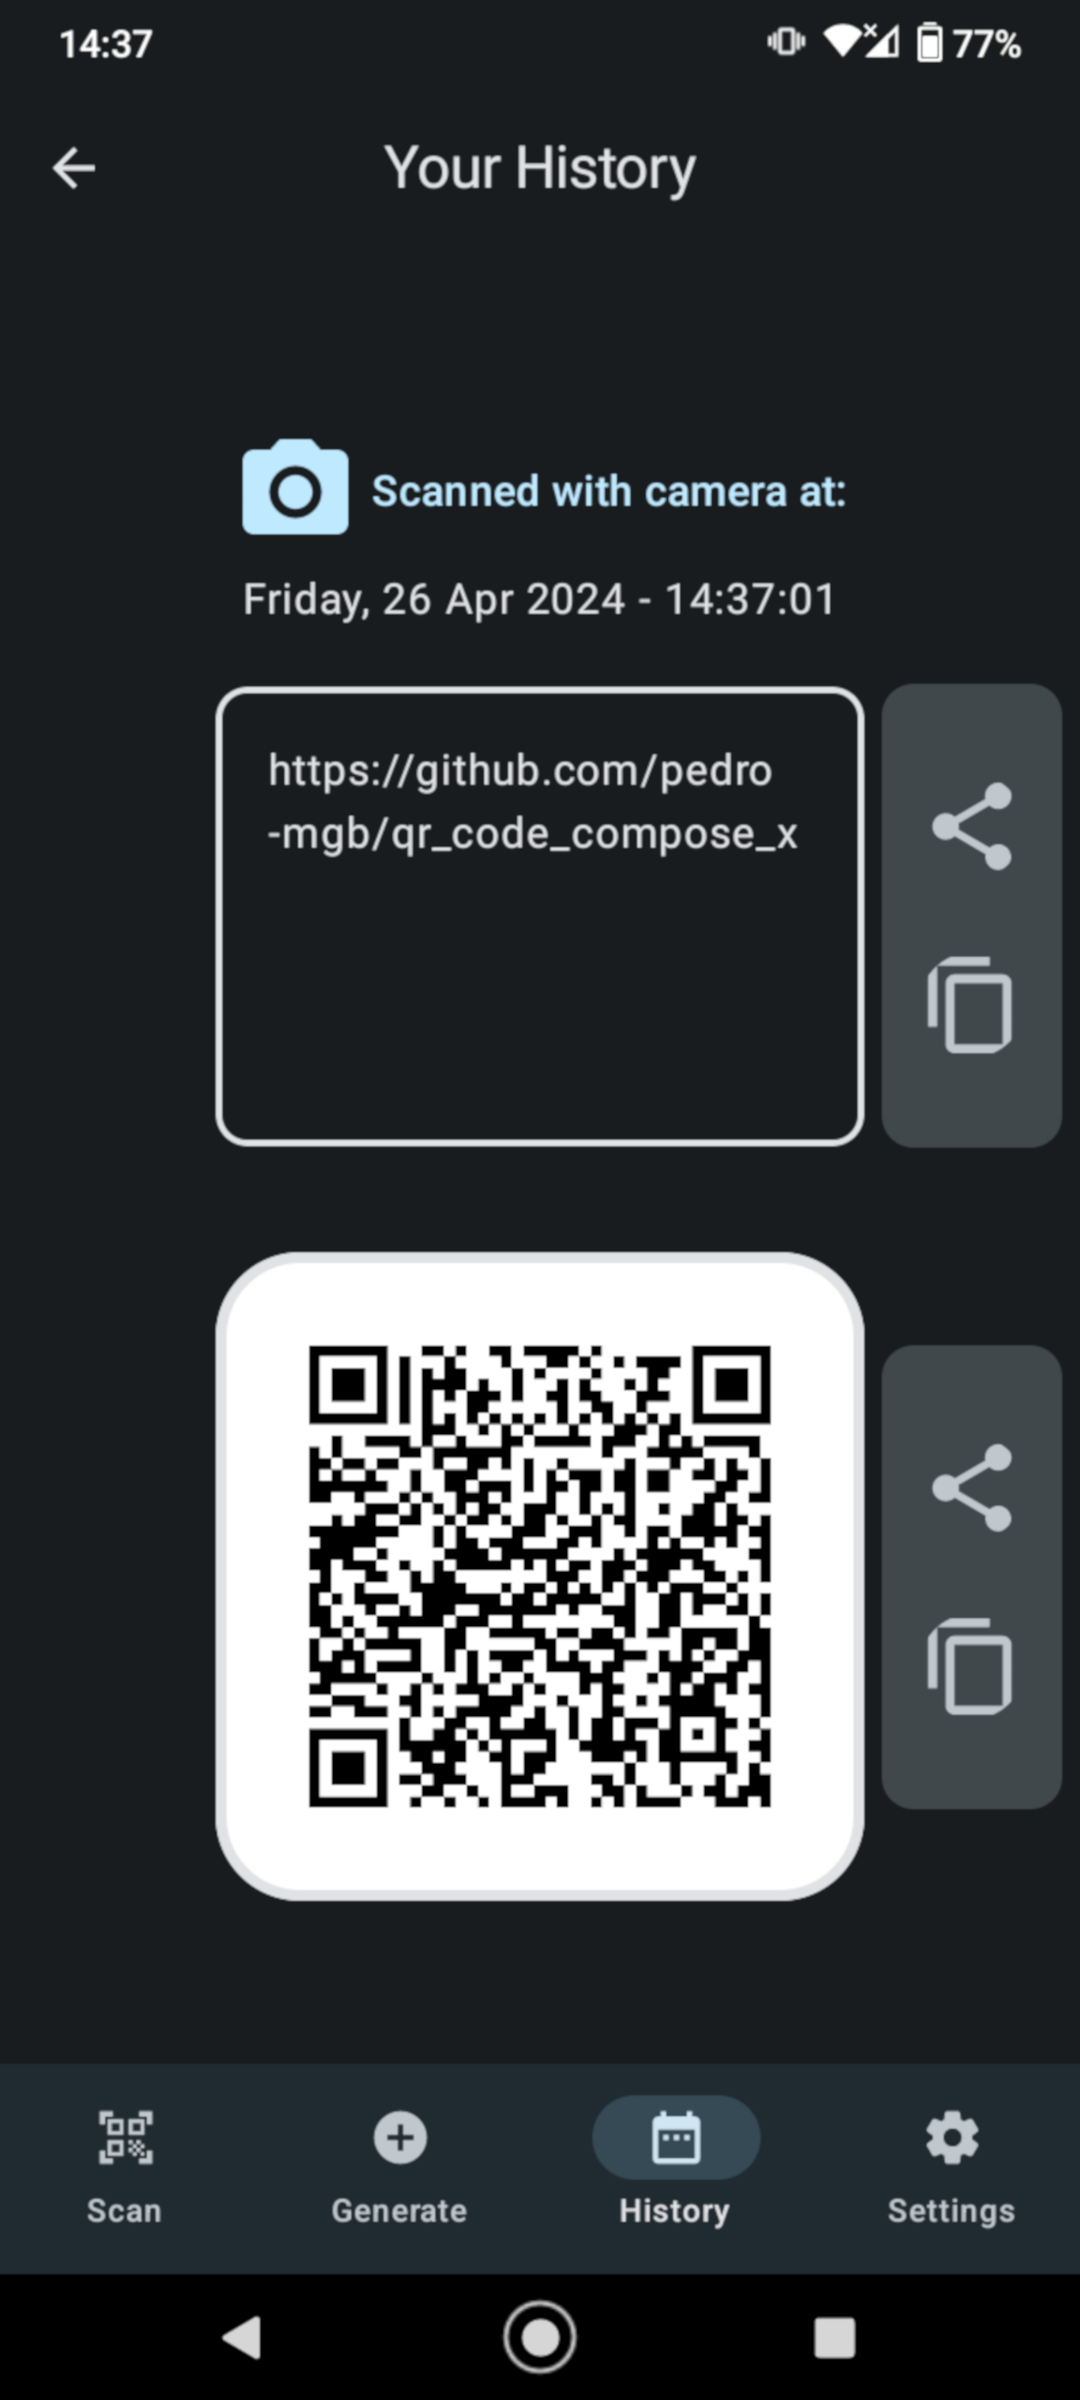 14:37
77%
Your History
Scanned with camera at:
Friday, 26 Apr 2024 - 14:37:01
https://github.com/pedro
-mgb/qr_code_compose_x
Scan
Generate
History
Settings